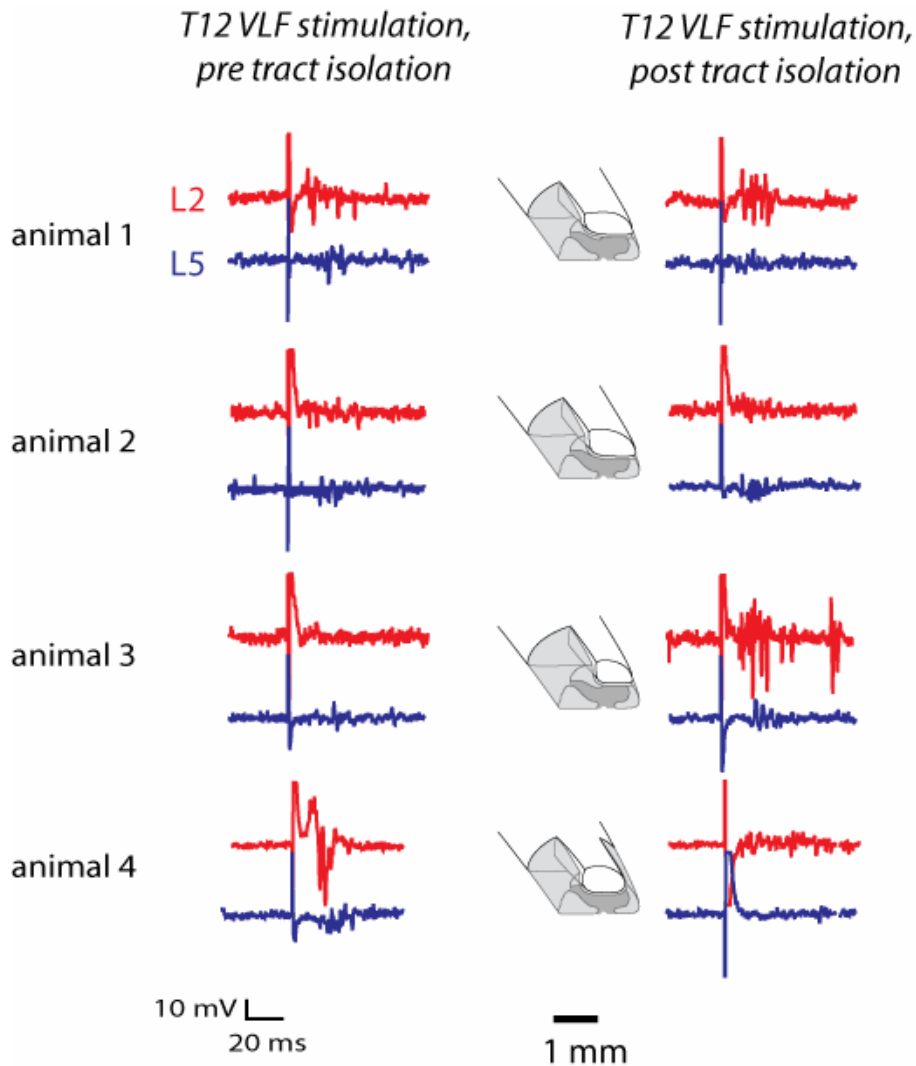 T12 VLF stimulation,
pre tract isolation
T12 VLF stimulation,
post tract isolation
L2
animal 1
L5
animal 2
animal 3
animal 4
10 mV
20 ms
1 mm